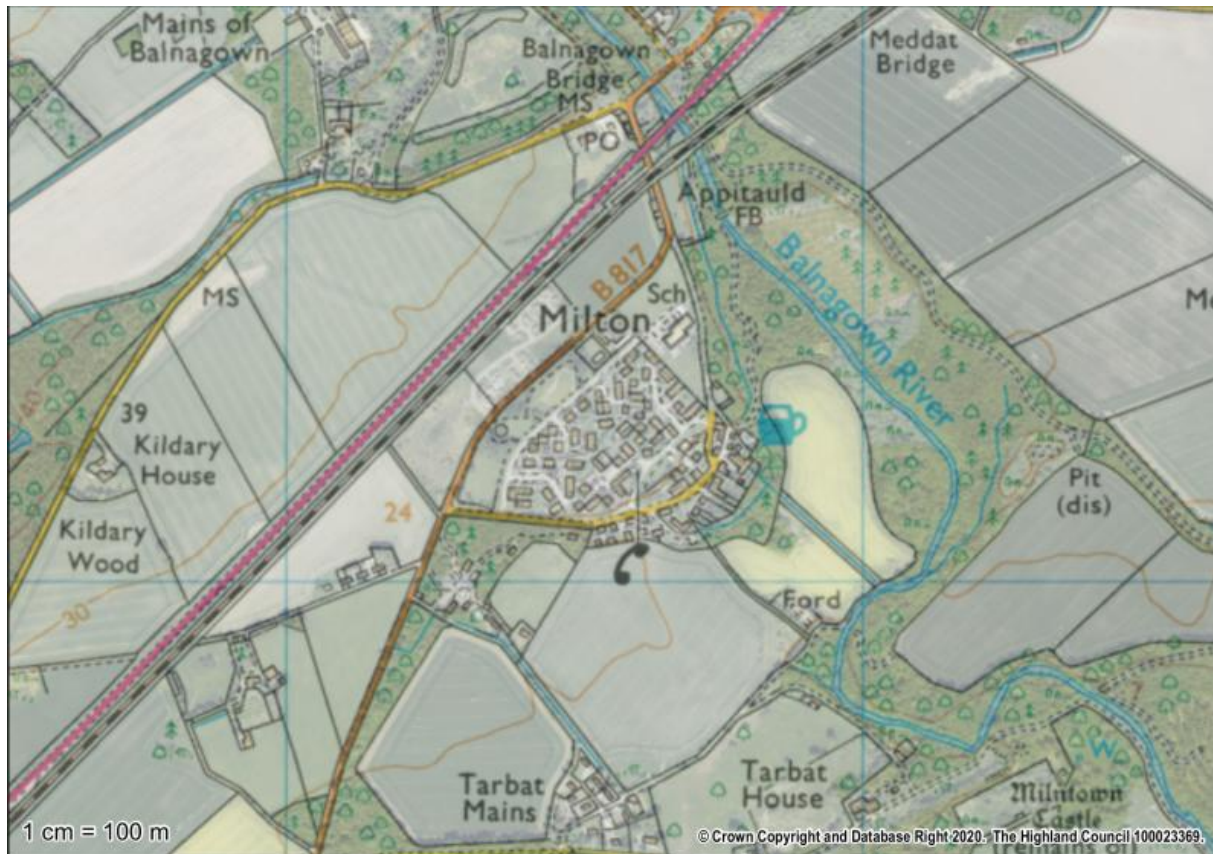 Mains of
Balnagown
Balnagown
Bridge
MS
Meddat
Bridge
PO
Appitauld
FB
Balnagown River
MS
B 817
Sch
Milton
40
39
Kildary
House
Pit
(dis)
24
Kildary
Wood
30
Ford
Tarbat
Mains
Tarbat
House
W
Milntown
Castle
1 cm = 100 m
© Crown Copyright and Database Right 2020. The Highland Council 100023369.